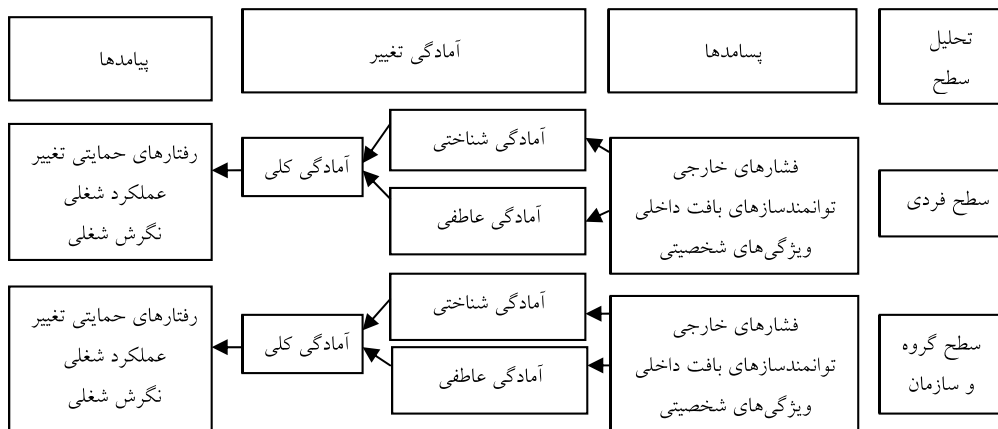 تحلیل
سطح
پسامدها
آمادگی تغییر
پیامدها
سطح فردی
فشارهای خارجی
توانمندسازهای بافت داخلی
ویژگی‌های شخصیتی
آمادگی شناختی
آمادگی عاطفی
آمادگی کلی
رفتارهای حمایتی تغییر
عملکرد شغلی
نگرش شغلی
سطح گروه
و سازمان
فشارهای خارجی
توانمندسازهای بافت داخلی
ویژگی‌های شخصیتی
آمادگی شناختی
آمادگی عاطفی
آمادگی کلی
رفتارهای حمایتی تغییر
عملکرد شغلی
نگرش شغلی